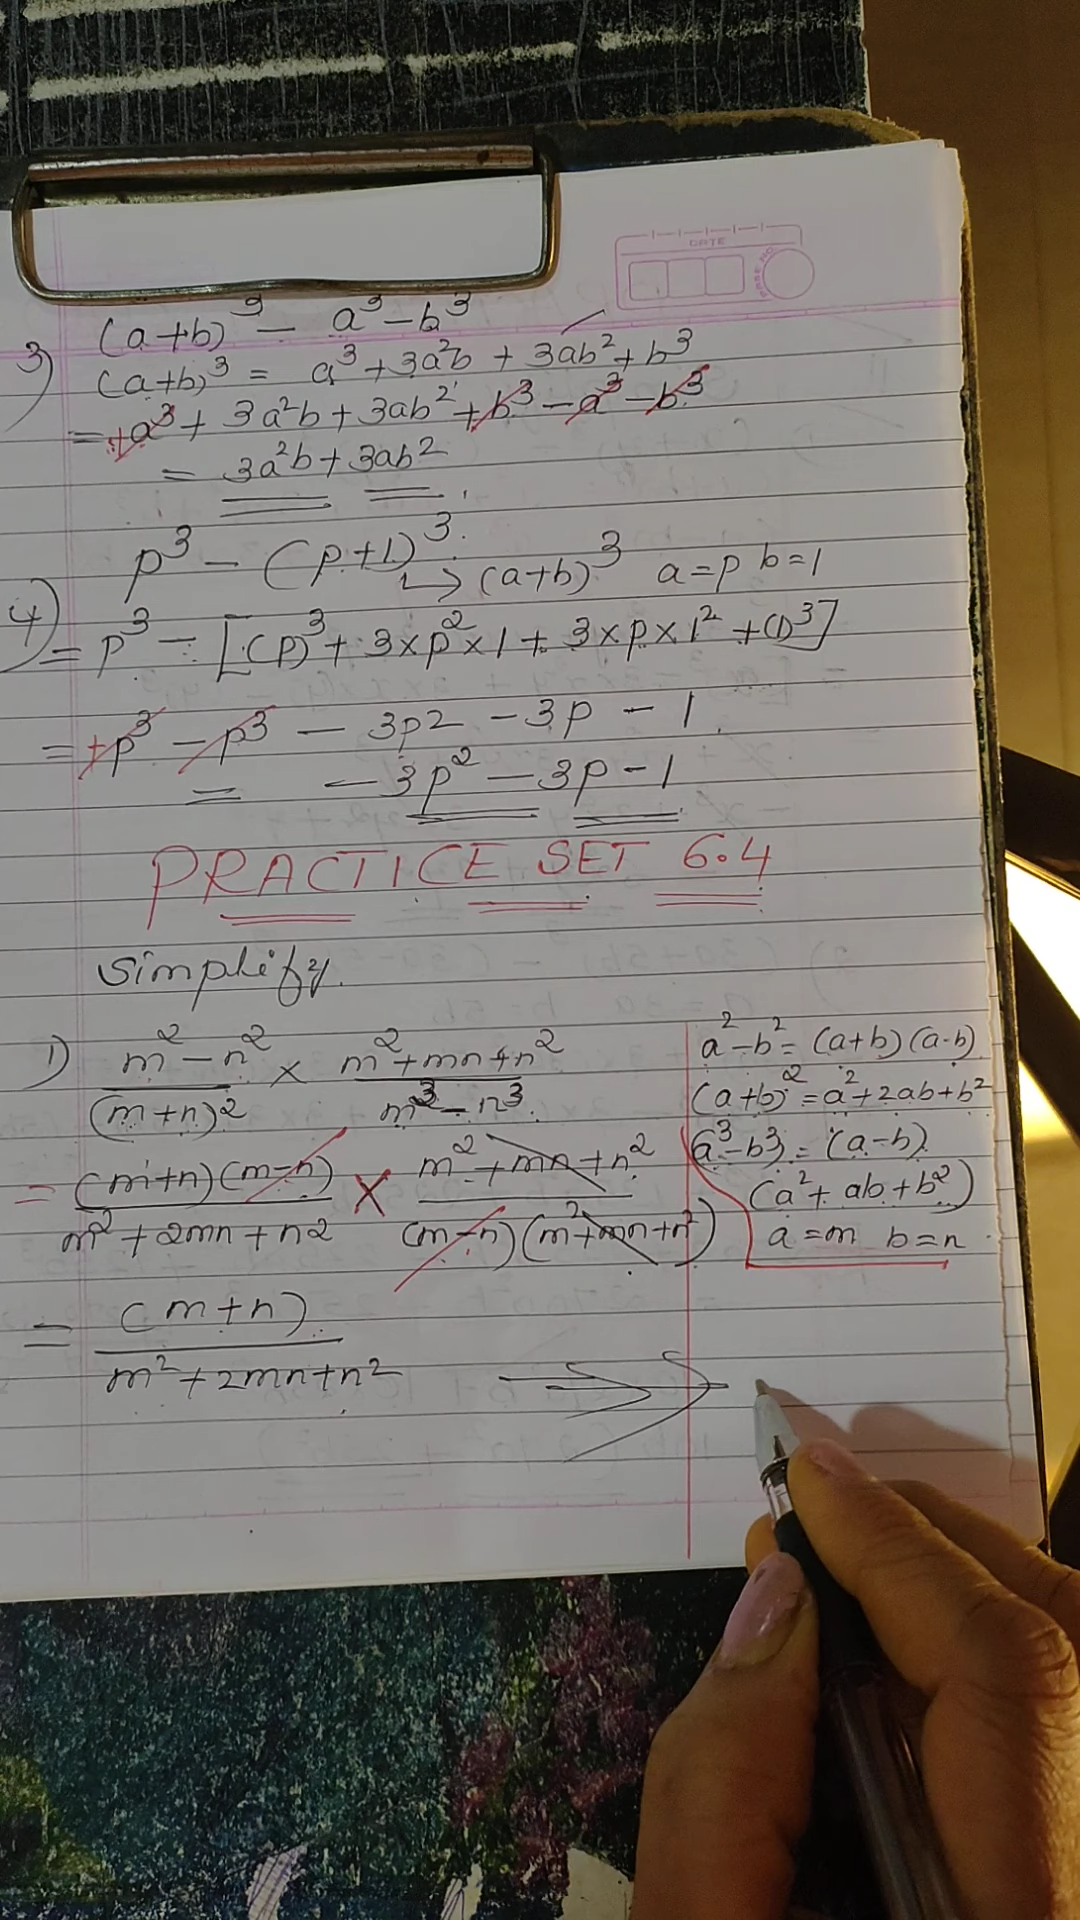 DATE
PAGE NO.
3) (a+b)³ - a³-b³
(a+b)³ = a³+3a²b + 3ab²+b³
= +a³ + 3a²b+3ab²+b³-a³-b³
= 3a²b+3ab²
4) p³ - (p+1)³. ↳ (a+b)³ a=p b=1
= p³ - [(p)³+ 3×p²×1 + 3×p×1² +(1)³]
= +p³ - p³ - 3p2 - 3p - 1
= - 3p² - 3p - 1
PRACTICE SET 6.4
Simplify.
1) m² - n² / (m+n)2 × m²+mn+n² / m³ - n³.
= (m+n)(m-n) / m²+2mn+n2 × m²+mn+n² / (m-n)(m²+mn+n²)
= (m+n) / m²+2mn+n²
a²-b²= (a+b)(a-b)
(a+b)²=a²+2ab+b²
a³-b³ = (a-b)
(a²+ ab+b²)
a=m b=n